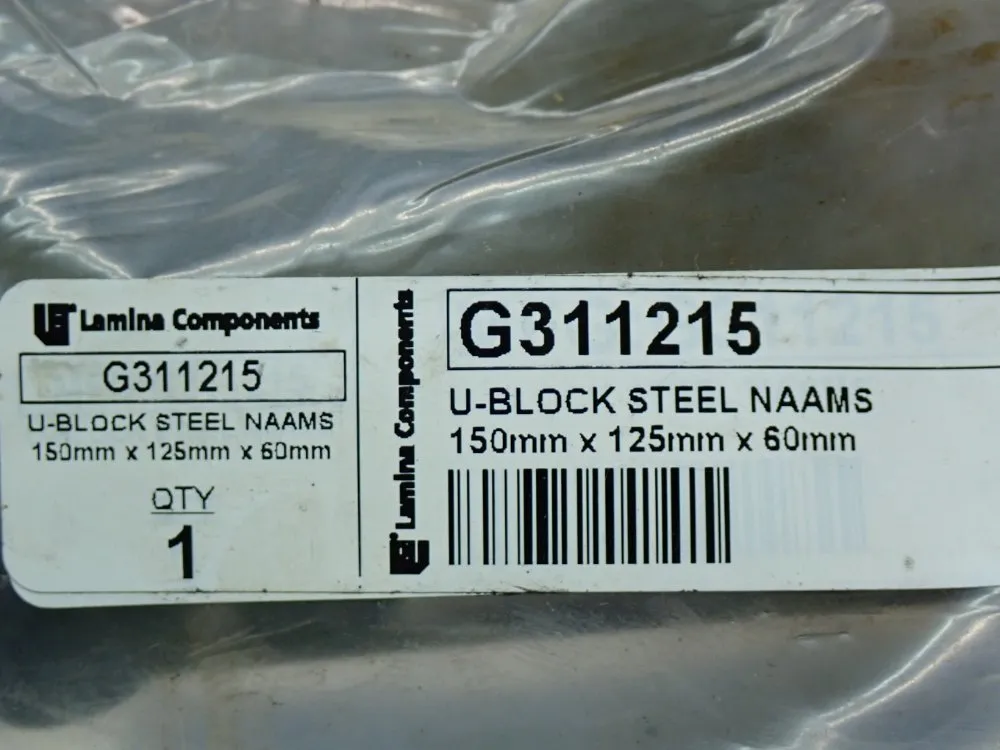 Lamina Components
G311215
U-BLOCK STEEL NAAMS
150mm x 125mm x 60mm
QTY
1
Lamina Components
G311215
U-BLOCK STEEL NAAMS
150mm x 125mm x 60mm